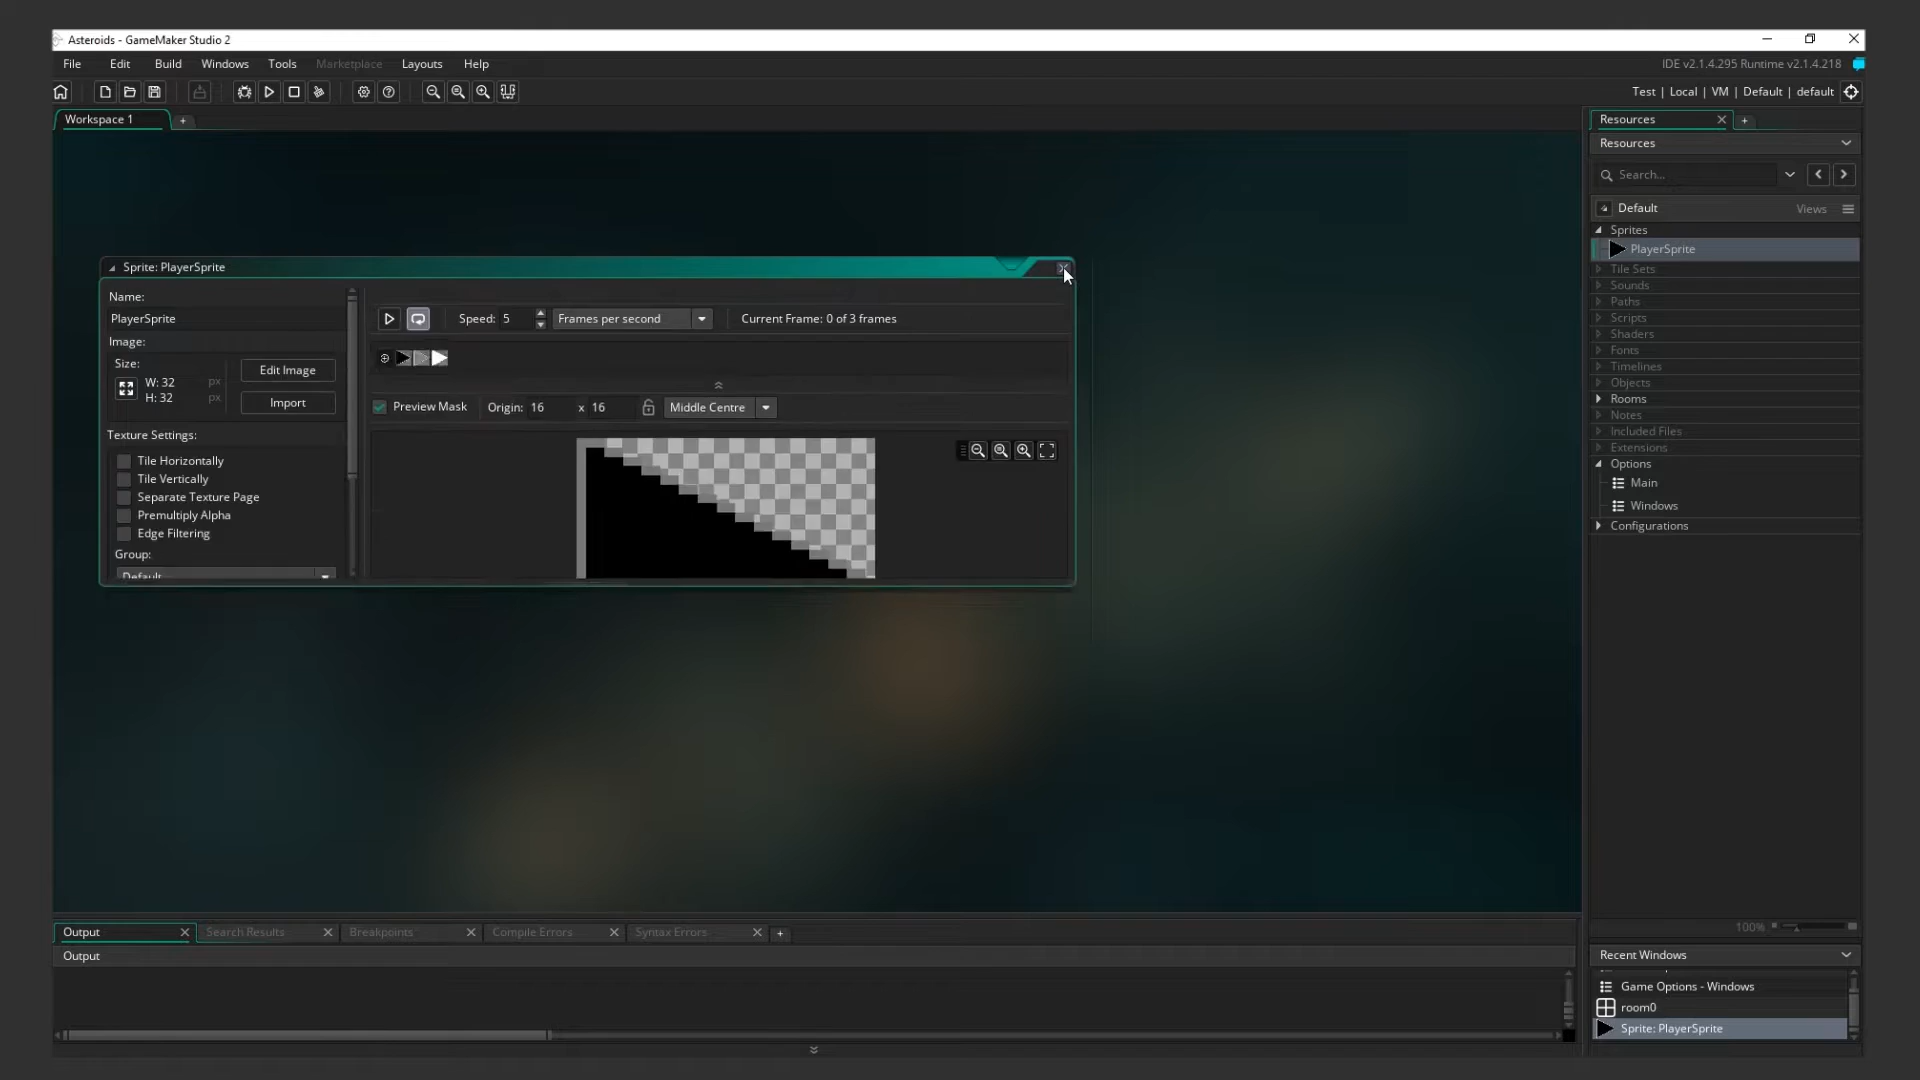 Asteroids - GameMaker Studio 2
File Edit Build Windows Tools Marketplace Layouts Help
IDE v2.1.4.295 Runtime v2.1.4.218
Test | Local | VM | Default | default
Workspace 1 +
Resources +
Resources
Search...
Default Views
Sprites
PlayerSprite
Tile Sets
Sounds
Paths
Scripts
Shaders
Fonts
Timelines
Objects
Rooms
Notes
Included Files
Extensions
Options
Main
Windows
Configurations
Sprite: PlayerSprite
Name:
PlayerSprite
Image:
Size:
W: 32 px
H: 32 px
Edit Image
Import
Texture Settings:
Tile Horizontally
Tile Vertically
Separate Texture Page
Premultiply Alpha
Edge Filtering
Group:
Default
Speed: 5 Frames per second Current Frame: 0 of 3 frames
Preview Mask Origin: 16 x 16 Middle Centre
100%
Output Search Results Breakpoints Compile Errors Syntax Errors +
Output
Recent Windows
Game Options - Windows
room0
Sprite: PlayerSprite